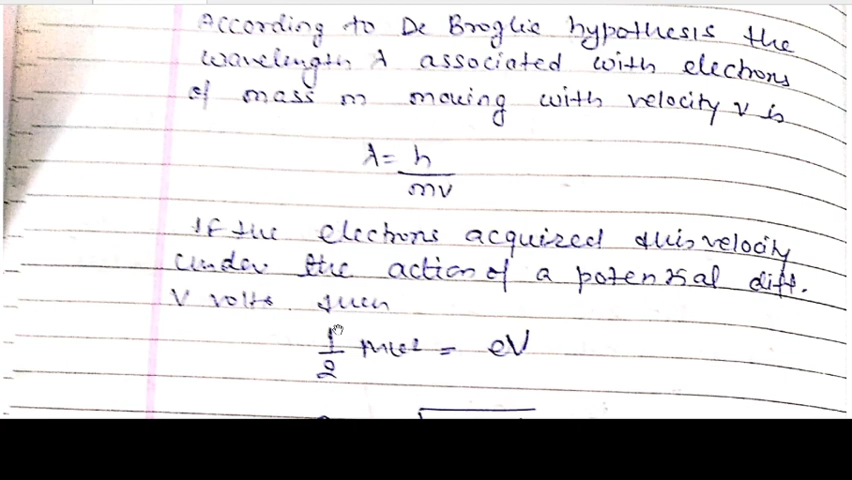 According to De Broglie hypothesis the
wavelength λ associated with electrons
of mass m moving with velocity v is
λ = h
mv
If the electrons acquired this velocity
under the action of a potential diff.
V volts then
1
2
= eV